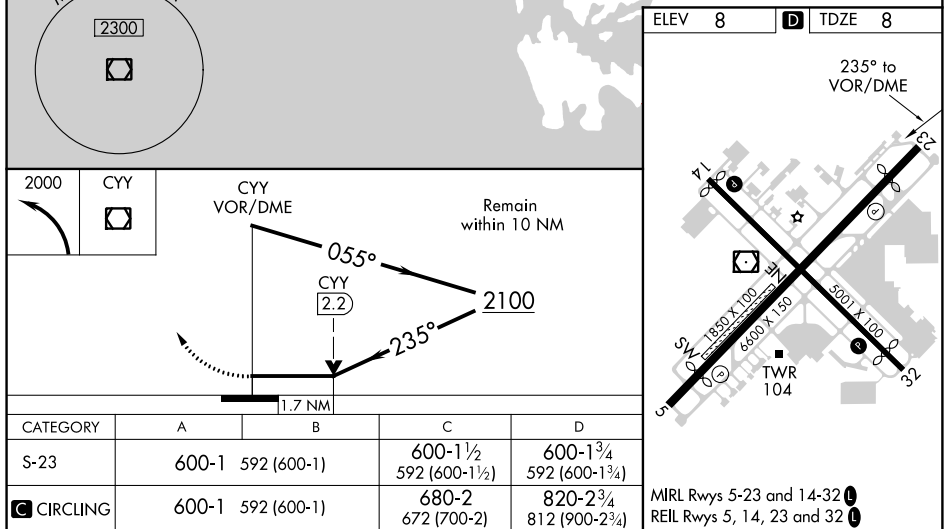 2300
2000
CYY
CYY
VOR/DME
Remain
within 10 NM
055°
CYY
2.2
2100
235°
1.7 NM
CATEGORY A B C D
S-23 600-1 592 (600-1) 600-1½ 592 (600-1½) 600-1¾ 592 (600-1¾)
C CIRCLING 600-1 592 (600-1) 680-2 672 (700-2) 820-2¾ 812 (900-2¾)
ELEV 8 D TDZE 8
235° to
VOR/DME
23
14
P
P
NE
1850 X 100
5001 X 100
6600 X 150
SW
P
P
TWR
104
32
5
MIRL Rwys 5-23 and 14-32 L
REIL Rwys 5, 14, 23 and 32 L